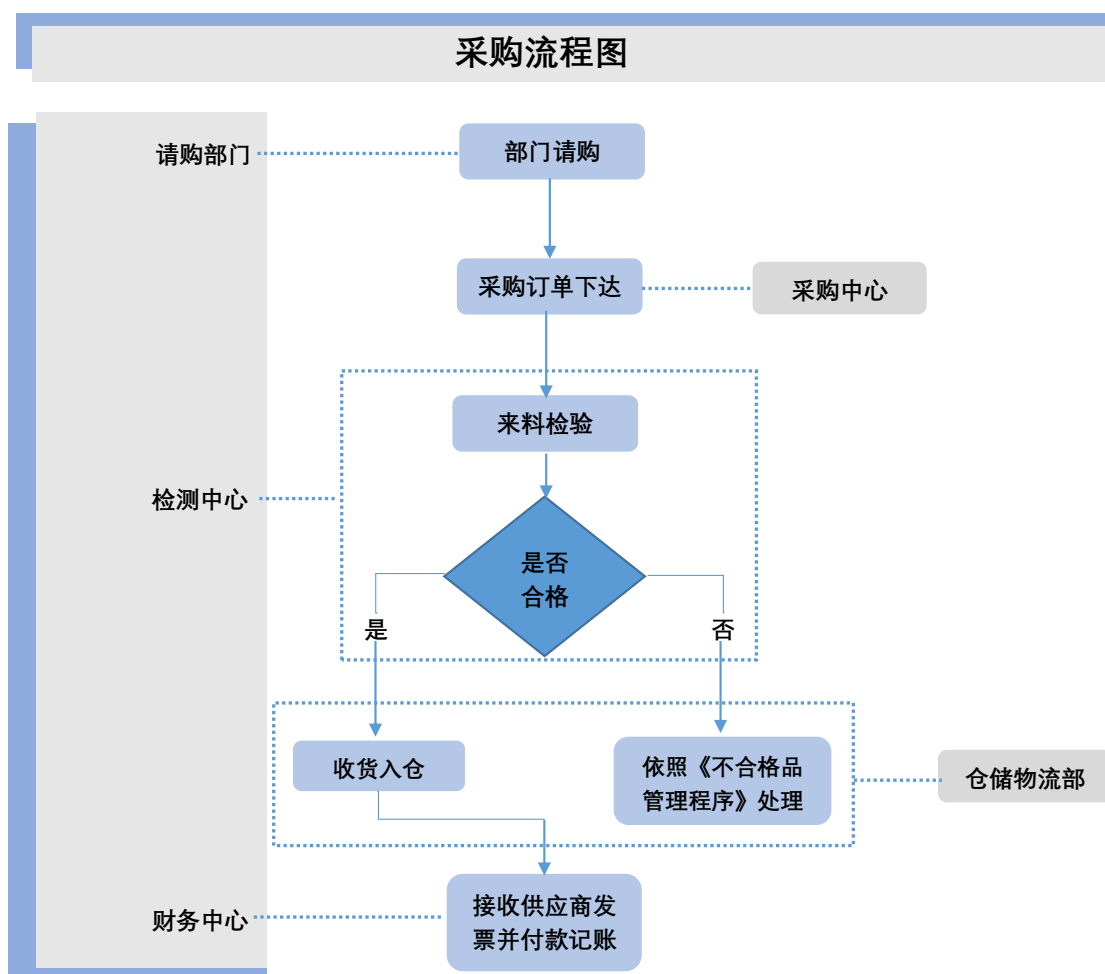 采购流程图
请购部门
部门请购
采购订单下达
采购中心
来料检验
检测中心
是否
合格
是
否
收货入仓
依照《不合格品
管理程序》处理
仓储物流部
财务中心
接收供应商发
票并付款记账